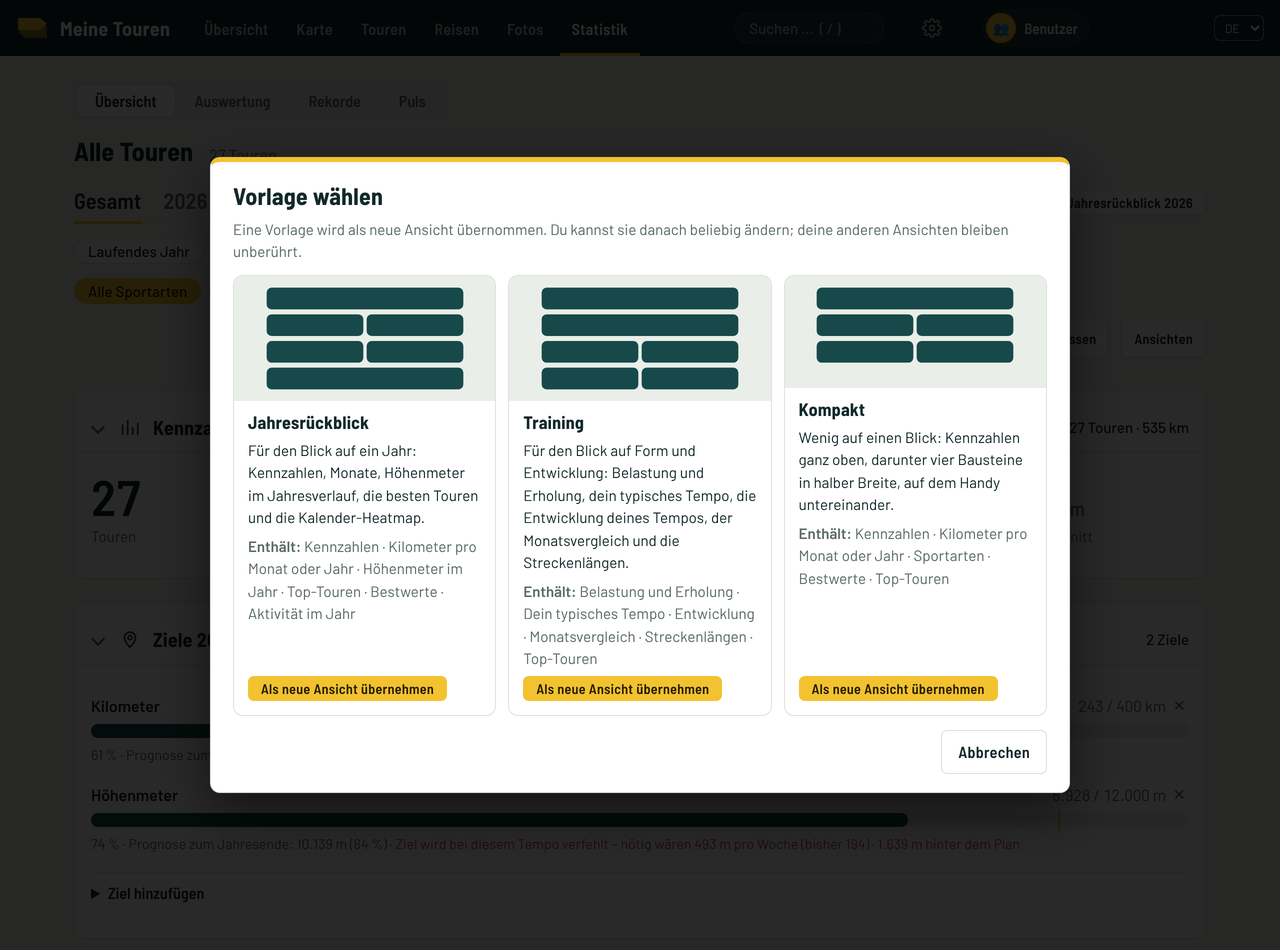 Meine Touren
Übersicht
Karte
Touren
Reisen
Fotos
Statistik
Suchen … ( / )
Benutzer
DE
Übersicht
Auswertung
Rekorde
Puls
Alle Touren
27 Touren
Gesamt
2026
Jahresrückblick 2026
Laufendes Jahr
Alle Sportarten
Ansichten
27 Touren · 535 km
27
Touren
2 Ziele
Kilometer
243 / 400 km ×
61 % · Prognose zum
Höhenmeter
8.928 / 12.000 m ×
74 % · Prognose zum Jahresende: 10.139 m (84 %) · Ziel wird bei diesem Tempo verfehlt – nötig wären 493 m pro Woche (bisher 194) · 1.639 m hinter dem Plan
Ziel hinzufügen
Vorlage wählen
Eine Vorlage wird als neue Ansicht übernommen. Du kannst sie danach beliebig ändern; deine anderen Ansichten bleiben
unberührt.
Jahresrückblick
Für den Blick auf ein Jahr:
Kennzahlen, Monate, Höhenmeter
im Jahresverlauf, die besten Touren
und die Kalender-Heatmap.
Enthält: Kennzahlen · Kilometer pro
Monat oder Jahr · Höhenmeter im
Jahr · Top-Touren · Bestwerte ·
Aktivität im Jahr
Als neue Ansicht übernehmen
Training
Für den Blick auf Form und
Entwicklung: Belastung und
Erholung, dein typisches Tempo, die
Entwicklung deines Tempos, der
Monatsvergleich und die
Streckenlängen.
Enthält: Belastung und Erholung ·
Dein typisches Tempo · Entwicklung
· Monatsvergleich · Streckenlängen ·
Top-Touren
Als neue Ansicht übernehmen
Kompakt
Wenig auf einen Blick: Kennzahlen
ganz oben, darunter vier Bausteine
in halber Breite, auf dem Handy
untereinander.
Enthält: Kennzahlen · Kilometer pro
Monat oder Jahr · Sportarten ·
Bestwerte · Top-Touren
Als neue Ansicht übernehmen
Abbrechen